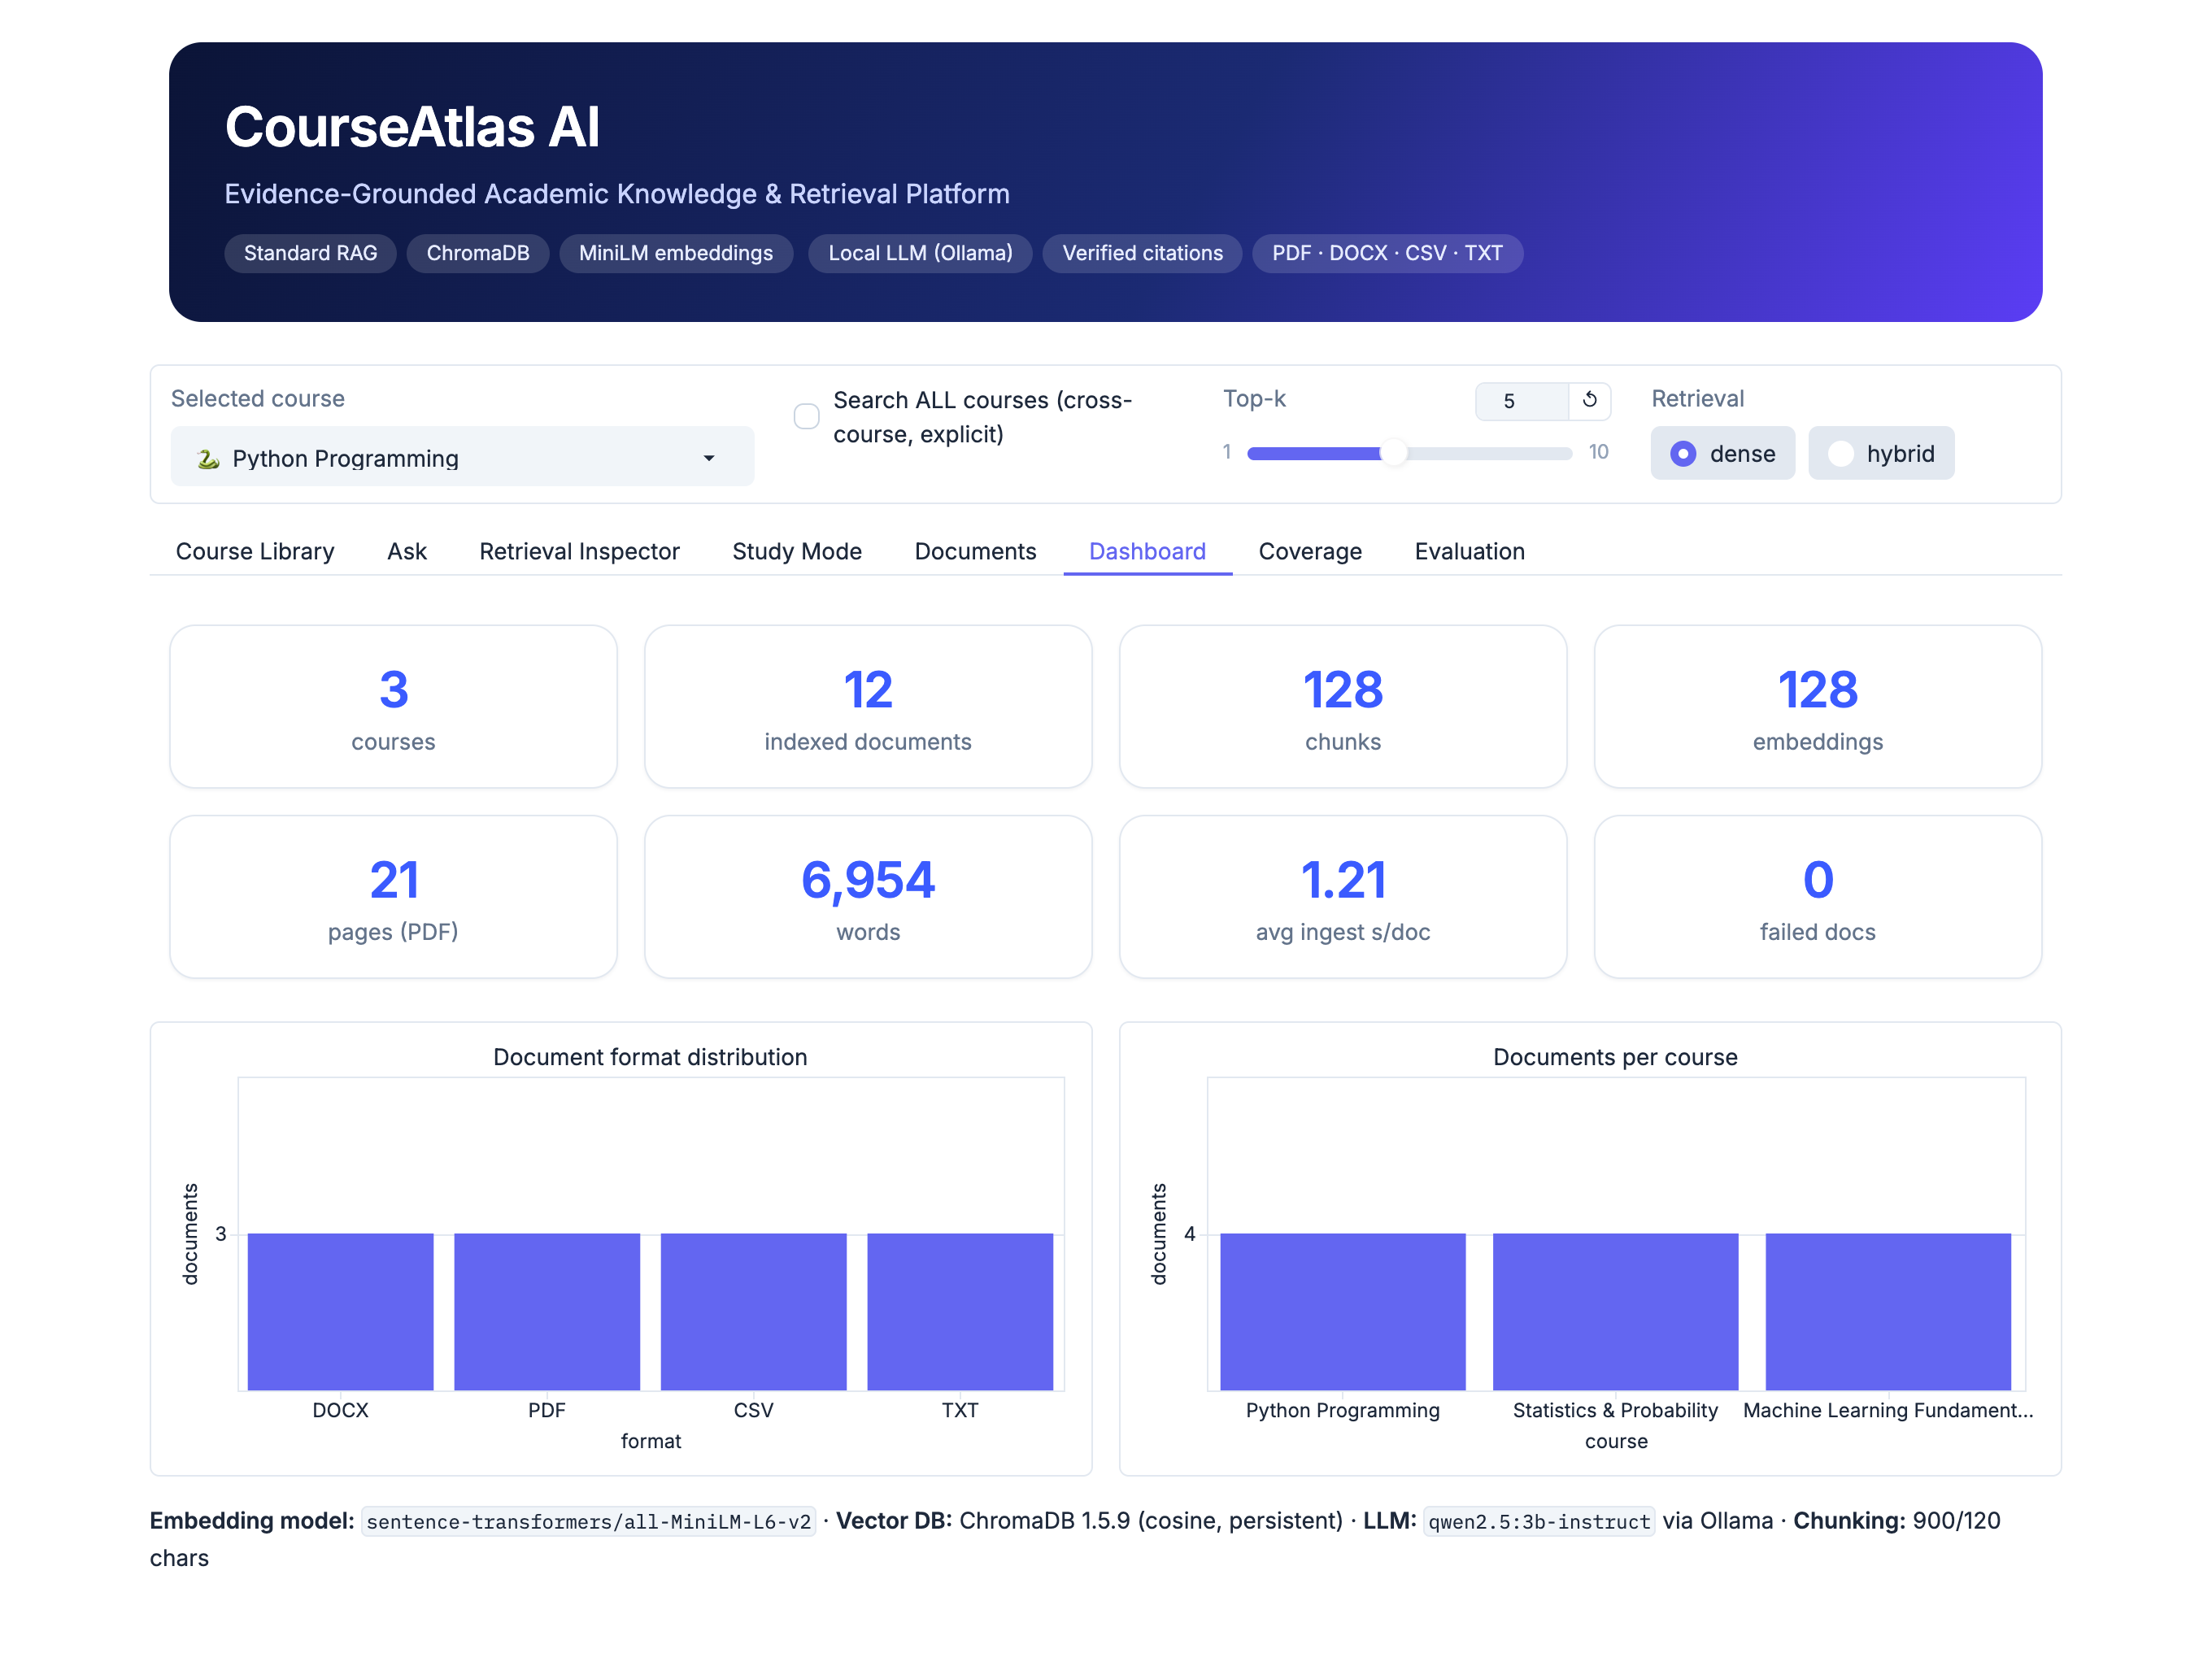 CourseAtlas AI
Evidence-Grounded Academic Knowledge & Retrieval Platform
Standard RAG
ChromaDB
MiniLM embeddings
Local LLM (Ollama)
Verified citations
PDF · DOCX · CSV · TXT
Selected course
🐍 Python Programming
Search ALL courses (cross-
course, explicit)
Top-k
5
1
10
Retrieval
dense
hybrid
Course Library
Ask
Retrieval Inspector
Study Mode
Documents
Dashboard
Coverage
Evaluation
3
courses
12
indexed documents
128
chunks
128
embeddings
21
pages (PDF)
6,954
words
1.21
avg ingest s/doc
0
failed docs
Document format distribution
documents
3
DOCX
PDF
CSV
TXT
format
Documents per course
documents
4
Python Programming
Statistics & Probability
Machine Learning Fundament...
course
Embedding model: sentence-transformers/all-MiniLM-L6-v2 · Vector DB: ChromaDB 1.5.9 (cosine, persistent) · LLM: qwen2.5:3b-instruct via Ollama · Chunking: 900/120
chars